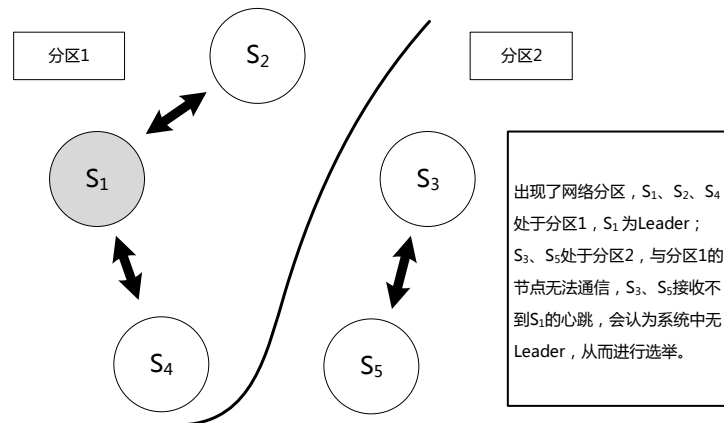 分区1
S₂
分区2
S₁
S₃
S₄
S₅
出现了网络分区，S₁、S₂、S₄
处于分区1，S₁ 为Leader；
S₃、S₅处于分区2，与分区1的
节点无法通信，S₃、S₅接收不
到S₁的心跳，会认为系统中无
Leader，从而进行选举。